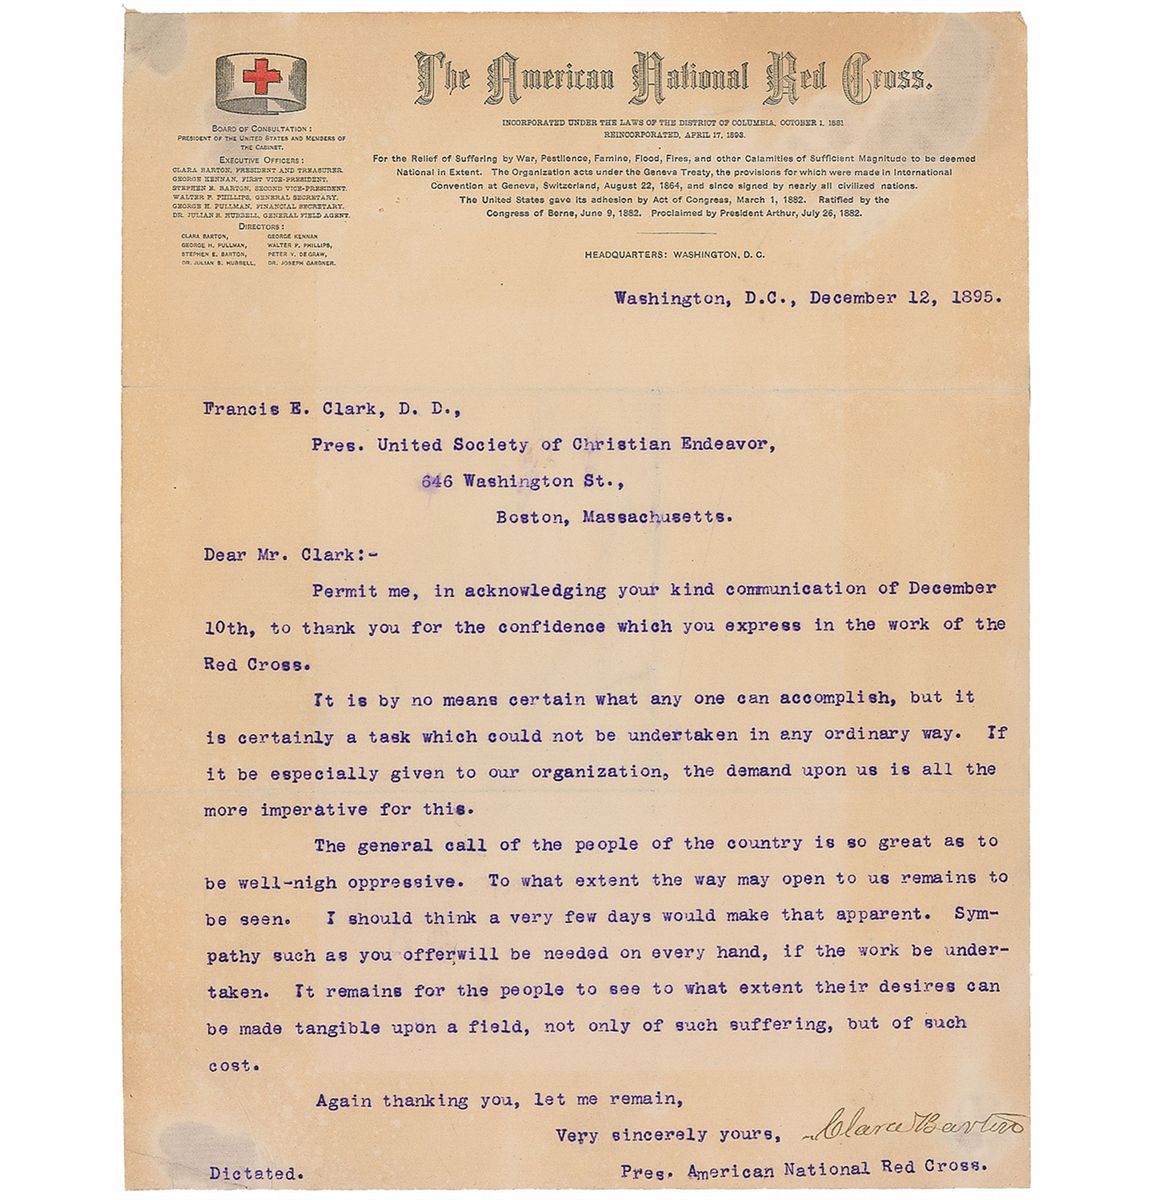 The American National Red Cross.
INCORPORATED UNDER THE LAWS OF THE DISTRICT OF COLUMBIA, OCTOBER 1, 1881
REINCORPORATED, APRIL 17, 1893.
BOARD OF CONSULTATION:
PRESIDENT OF THE UNITED STATES AND MEMBERS OF
THE CABINET.
EXECUTIVE OFFICERS:
CLARA BARTON, PRESIDENT AND TREASURER.
GEORGE KENNAN, FIRST VICE-PRESIDENT.
STEPHEN E. BARTON, SECOND VICE-PRESIDENT.
WALTER P. PHILLIPS, GENERAL SECRETARY.
GEORGE H. PULLMAN, FINANCIAL SECRETARY.
DR. JULIAN B. HUBBELL, GENERAL FIELD AGENT.
DIRECTORS:
CLARA BARTON, GEORGE KENNAN
GEORGE H. PULLMAN, WALTER P. PHILLIPS,
STEPHEN E. BARTON, PETER V. DEGRAW,
DR. JULIAN B. HUBBELL, DR. JOSEPH GARDNER.
For the Relief of Suffering by War, Pestilence, Famine, Flood, Fires, and other Calamities of Sufficient Magnitude to be deemed
National in Extent. The Organization acts under the Geneva Treaty, the provisions for which were made in International
Convention at Geneva, Switzerland, August 22, 1864, and since signed by nearly all civilized nations.
The United States gave its adhesion by Act of Congress, March 1, 1882. Ratified by the
Congress of Berne, June 9, 1882. Proclaimed by President Arthur, July 26, 1882.
HEADQUARTERS: WASHINGTON, D. C.
Washington, D.C., December 12, 1895.
Francis E. Clark, D. D.,
Pres. United Society of Christian Endeavor,
646 Washington St.,
Boston, Massachusetts.
Dear Mr. Clark:-
Permit me, in acknowledging your kind communication of December
10th, to thank you for the confidence which you express in the work of the
Red Cross.
It is by no means certain what any one can accomplish, but it
is certainly a task which could not be undertaken in any ordinary way. If
it be especially given to our organization, the demand upon us is all the
more imperative for this.
The general call of the people of the country is so great as to
be well-nigh oppressive. To what extent the way may open to us remains to
be seen. I should think a very few days would make that apparent. Sym-
pathy such as you offer,will be needed on every hand, if the work be under-
taken. It remains for the people to see to what extent their desires can
be made tangible upon a field, not only of such suffering, but of such
cost.
Again thanking you, let me remain,
Very sincerely yours, Clara Barton
Dictated. Pres. American National Red Cross.